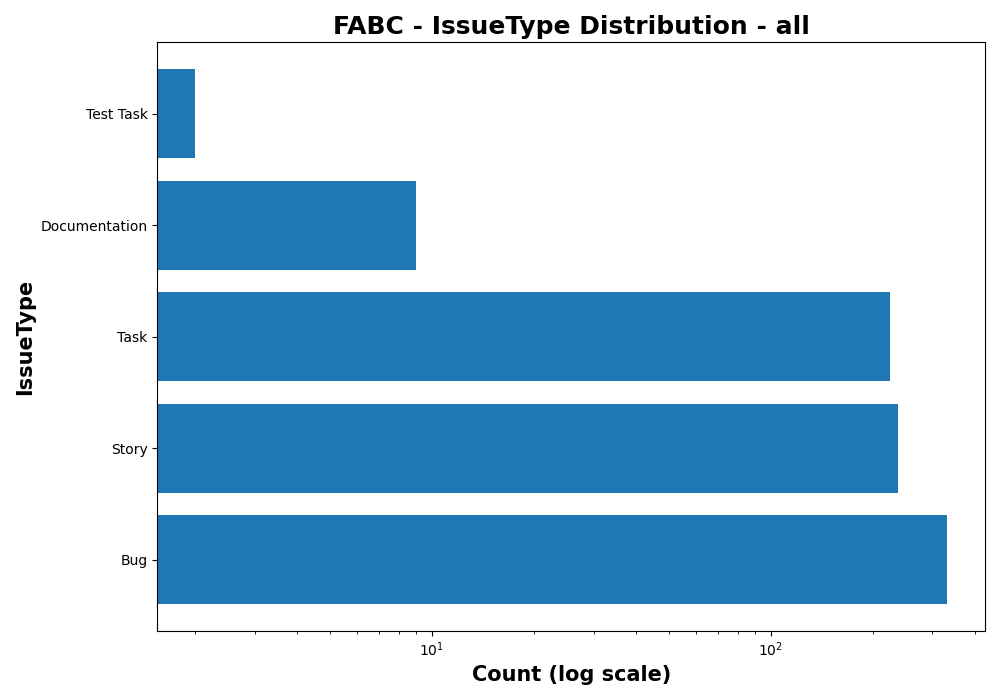 FABC - IssueType Distribution - all
IssueType
Test Task
Documentation
Task
Story
Bug
10¹ 10²
Count (log scale)